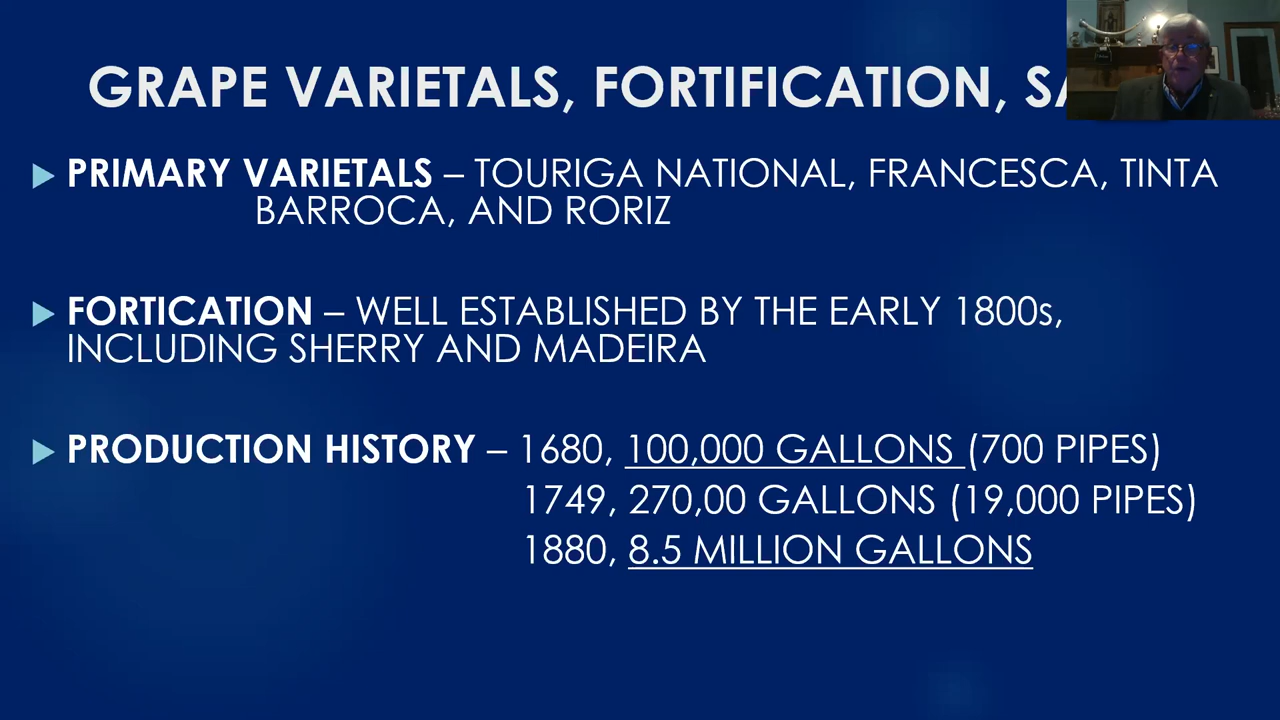 GRAPE VARIETALS, FORTIFICATION,
PRIMARY VARIETALS – TOURIGA NATIONAL, FRANCESCA, TINTA
BARROCA, AND RORIZ
FORTICATION – WELL ESTABLISHED BY THE EARLY 1800s,
INCLUDING SHERRY AND MADEIRA
PRODUCTION HISTORY – 1680, 100,000 GALLONS (700 PIPES)
1749, 270,00 GALLONS (19,000 PIPES)
1880, 8.5 MILLION GALLONS